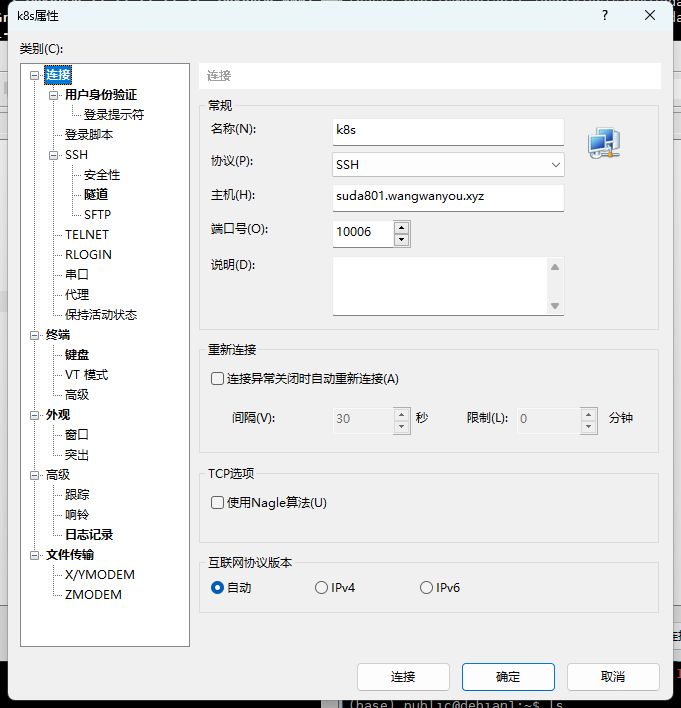 k8s属性
类别(C):
连接
用户身份验证
登录提示符
登录脚本
SSH
安全性
隧道
SFTP
TELNET
RLOGIN
串口
代理
保持活动状态
终端
键盘
VT 模式
高级
外观
窗口
突出
高级
跟踪
响铃
日志记录
文件传输
X/YMODEM
ZMODEM
连接
常规
名称(N): k8s
协议(P): SSH
主机(H): suda801.wangwanyou.xyz
端口号(O): 10006
说明(D):
重新连接
连接异常关闭时自动重新连接(A)
间隔(V): 30 秒 限制(L): 0 分钟
TCP选项
使用Nagle算法(U)
互联网协议版本
自动 IPv4 IPv6
连接 确定 取消
(base) public@debian1:~$ ls